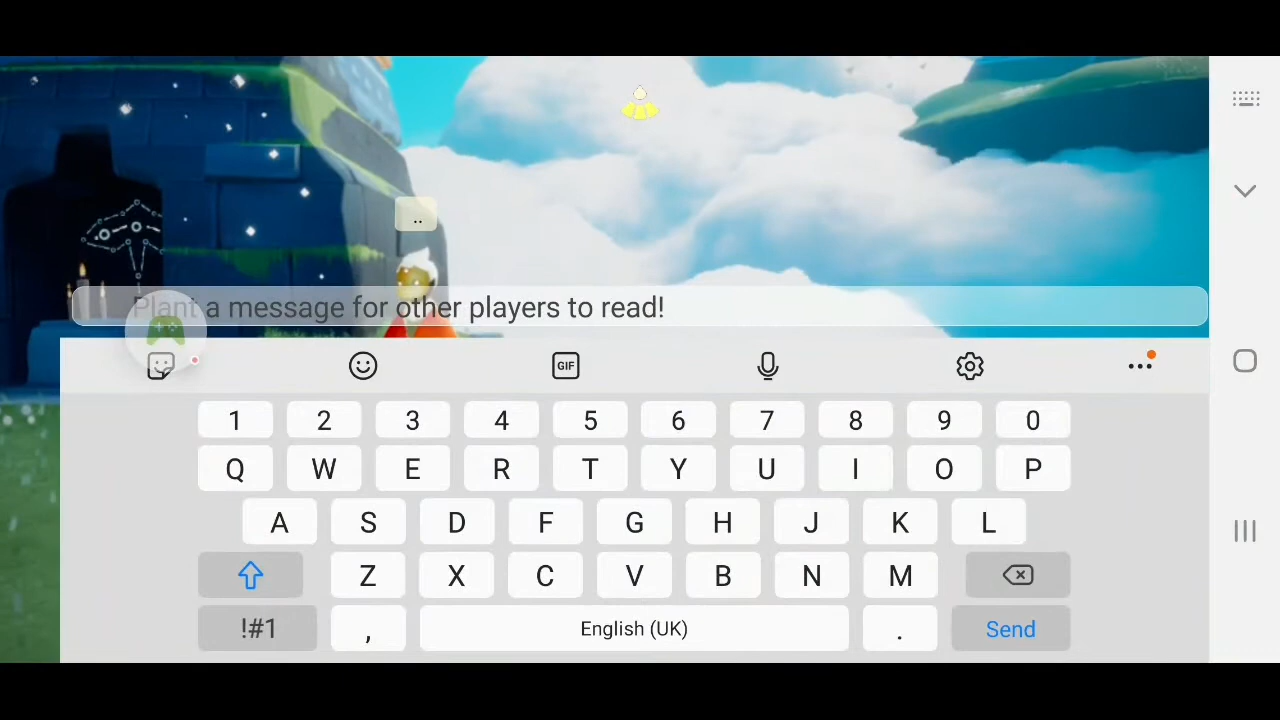 ..
Plant a message for other players to read!
GIF
1 2 3 4 5 6 7 8 9 0
Q W E R T Y U I O P
A S D F G H J K L
Z X C V B N M
!#1 , English (UK) . Send